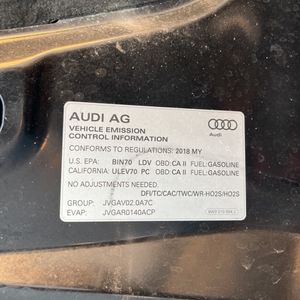 AUDI AG
VEHICLE EMISSION
CONTROL INFORMATION
Audi
CONFORMS TO REGULATIONS: 2018 MY
U.S. EPA: BIN70 LDV OBD:CA II FUEL:GASOLINE
CALIFORNIA: ULEV70 PC OBD:CA II FUEL:GASOLINE
NO ADJUSTMENTS NEEDED.
DFI/TC/CAC/TWC/WR-HO2S/HO2S
GROUP: JVGAV02.0A7C
EVAP: JVGAR0140ACP